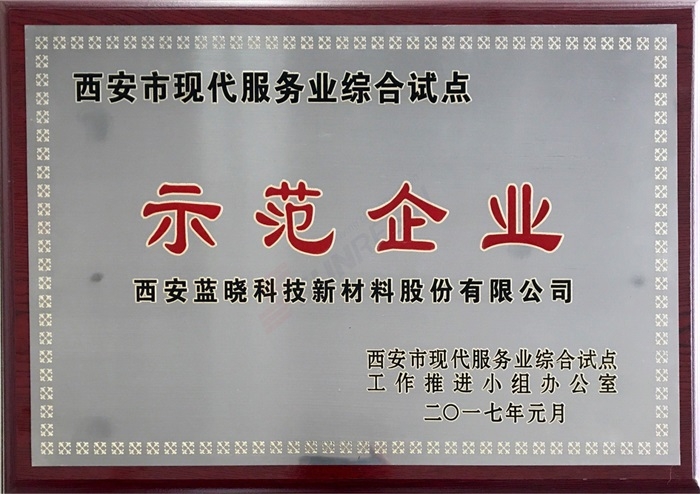 西安市现代服务业综合试点
示范企业
西安蓝晓科技新材料股份有限公司
西安市现代服务业综合试点
工作推进小组办公室
二〇一七年元月